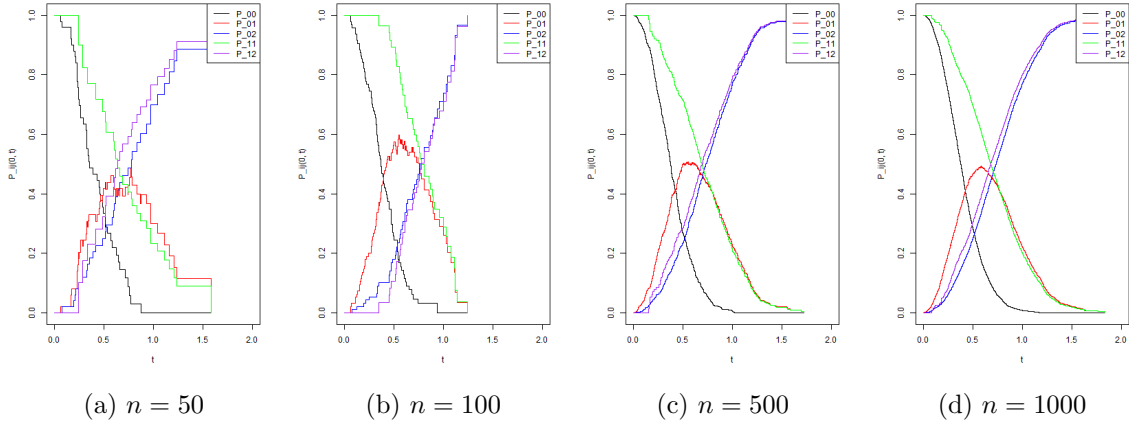 P_00
P_01
P_02
P_11
P_12
P_ij(0, t)
0.0 0.2 0.4 0.6 0.8 1.0
0.0 0.5 1.0 1.5 2.0
t
(a) n = 50
P_00
P_01
P_02
P_11
P_12
P_ij(0, t)
0.0 0.2 0.4 0.6 0.8 1.0
0.0 0.5 1.0 1.5 2.0
t
(b) n = 100
P_00
P_01
P_02
P_11
P_12
P_ij(0, t)
0.0 0.2 0.4 0.6 0.8 1.0
0.0 0.5 1.0 1.5 2.0
t
(c) n = 500
P_00
P_01
P_02
P_11
P_12
P_ij(0, t)
0.0 0.2 0.4 0.6 0.8 1.0
0.0 0.5 1.0 1.5 2.0
t
(d) n = 1000